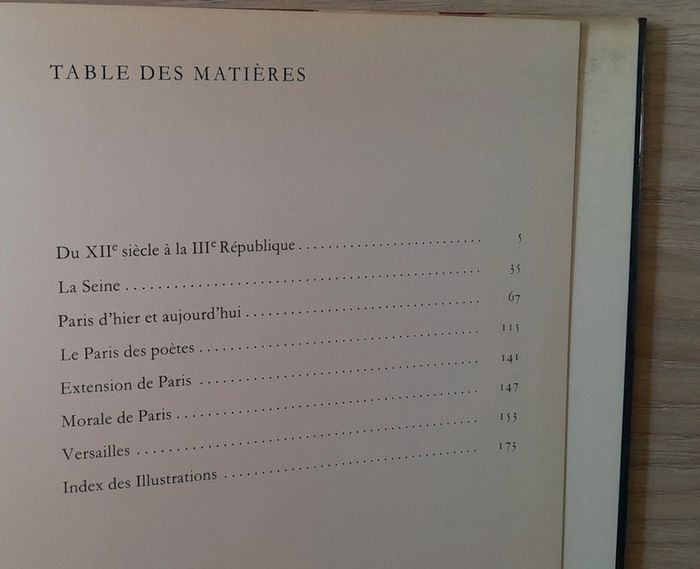 TABLE DES MATIÈRES
Du XIIe siècle à la IIIe République 5
La Seine 35
Paris d'hier et aujourd'hui 67
Le Paris des poètes 115
Extension de Paris 141
Morale de Paris 147
Versailles 153
Index des Illustrations 173